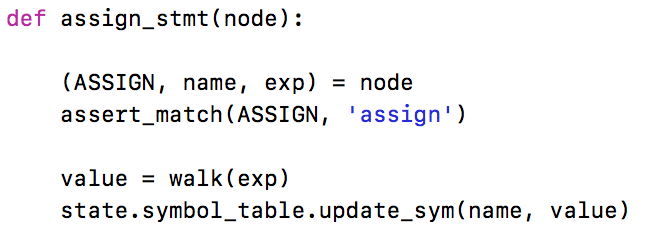 def assign_stmt(node):
    (ASSIGN, name, exp) = node
    assert_match(ASSIGN, 'assign')
    value = walk(exp)
    state.symbol_table.update_sym(name, value)